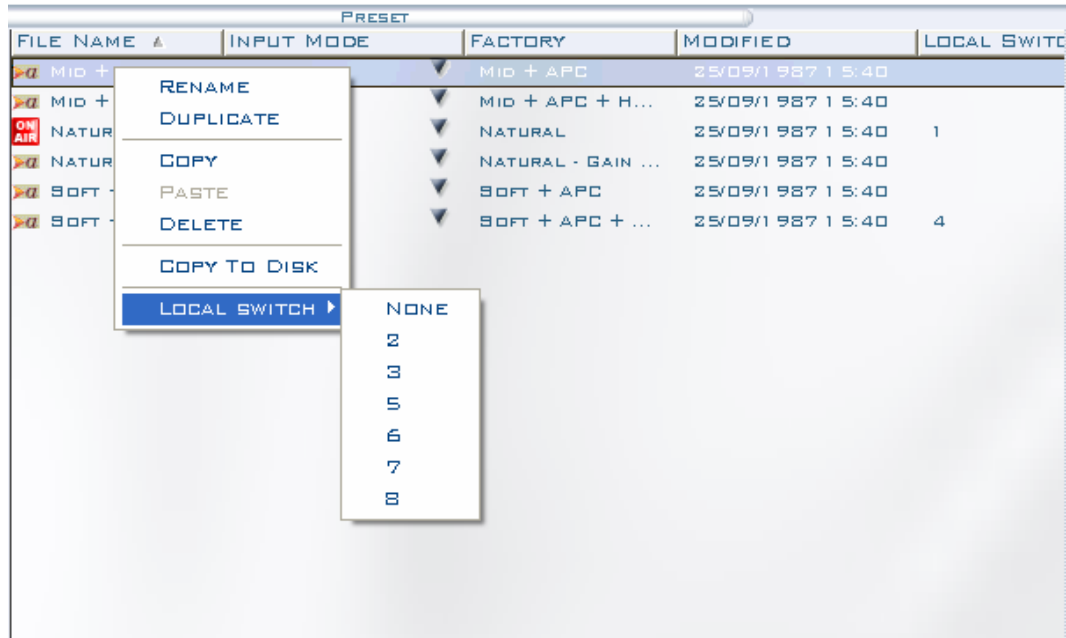 PRESET
FILE NAME INPUT MODE FACTORY MODIFIED LOCAL SWITC
MID + MID + APC 25/09/1987 15:40
MID + MID + APC + H... 25/09/1987 15:40
ON AIR NATUR NATURAL 25/09/1987 15:40 1
NATUR NATURAL - GAIN ... 25/09/1987 15:40
SOFT + SOFT + APC 25/09/1987 15:40
SOFT + SOFT + APC + ... 25/09/1987 15:40 4
RENAME
DUPLICATE
COPY
PASTE
DELETE
COPY TO DISK
LOCAL SWITCH
NONE
2
3
5
6
7
8